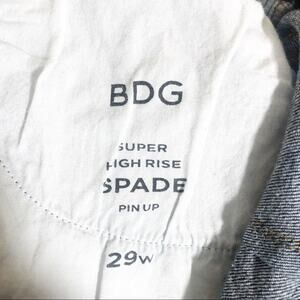 BDG
SUPER
HIGH RISE
SPADE
PIN UP
29W